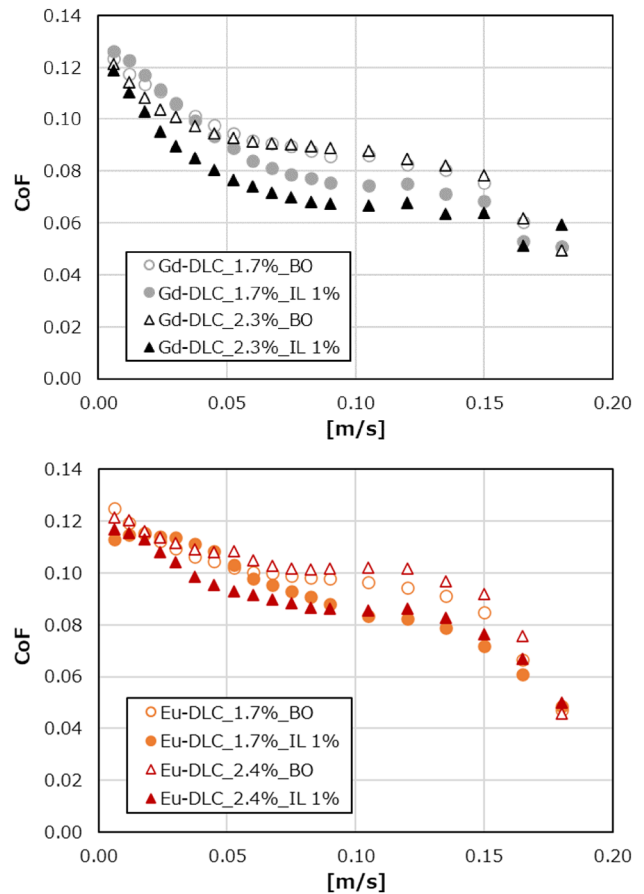 0.14
0.12
0.10
0.08
0.06
0.04
0.02
0.00
CoF
Gd-DLC_1.7%_BO
Gd-DLC_1.7%_IL 1%
Gd-DLC_2.3%_BO
Gd-DLC_2.3%_IL 1%
0.00 0.05 0.10 0.15 0.20
[m/s]
0.14
0.12
0.10
0.08
0.06
0.04
0.02
0.00
CoF
Eu-DLC_1.7%_BO
Eu-DLC_1.7%_IL 1%
Eu-DLC_2.4%_BO
Eu-DLC_2.4%_IL 1%
0.00 0.05 0.10 0.15 0.20
[m/s]